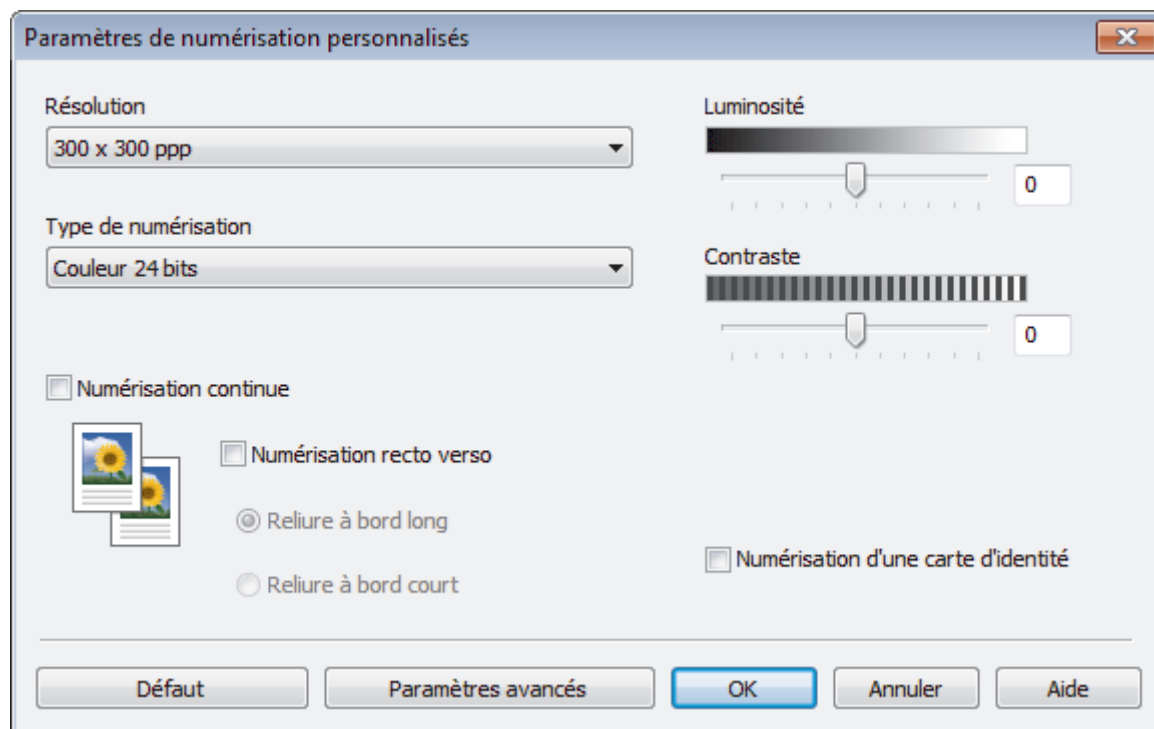 Paramètres de numérisation personnalisés
Résolution
300 x 300 ppp
Type de numérisation
Couleur 24 bits
Luminosité
0
Contraste
0
Numérisation continue
Numérisation recto verso
Reliure à bord long
Reliure à bord court
Numérisation d'une carte d'identité
Défaut
Paramètres avancés
OK
Annuler
Aide